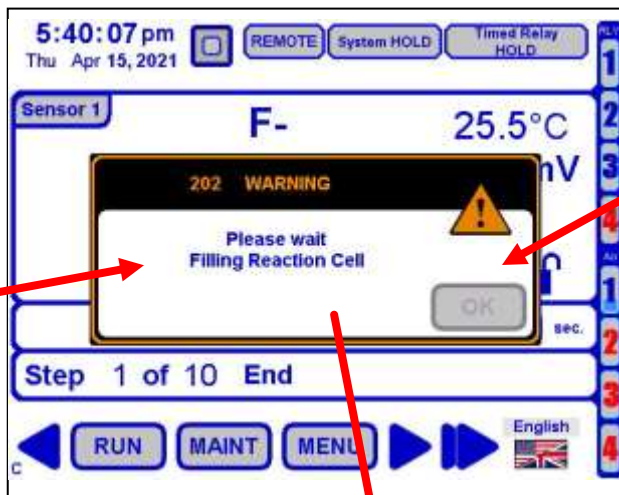 5:40:07 pm
Thu Apr 15, 2021
REMOTE
System HOLD
Timed Relay
HOLD
Sensor 1
F-
25.5°C
mV
202 WARNING
Please wait
Filling Reaction Cell
OK
sec.
Step 1 of 10 End
RUN
MAINT
MENU
English
C
1
2
3
4
1
2
3
4